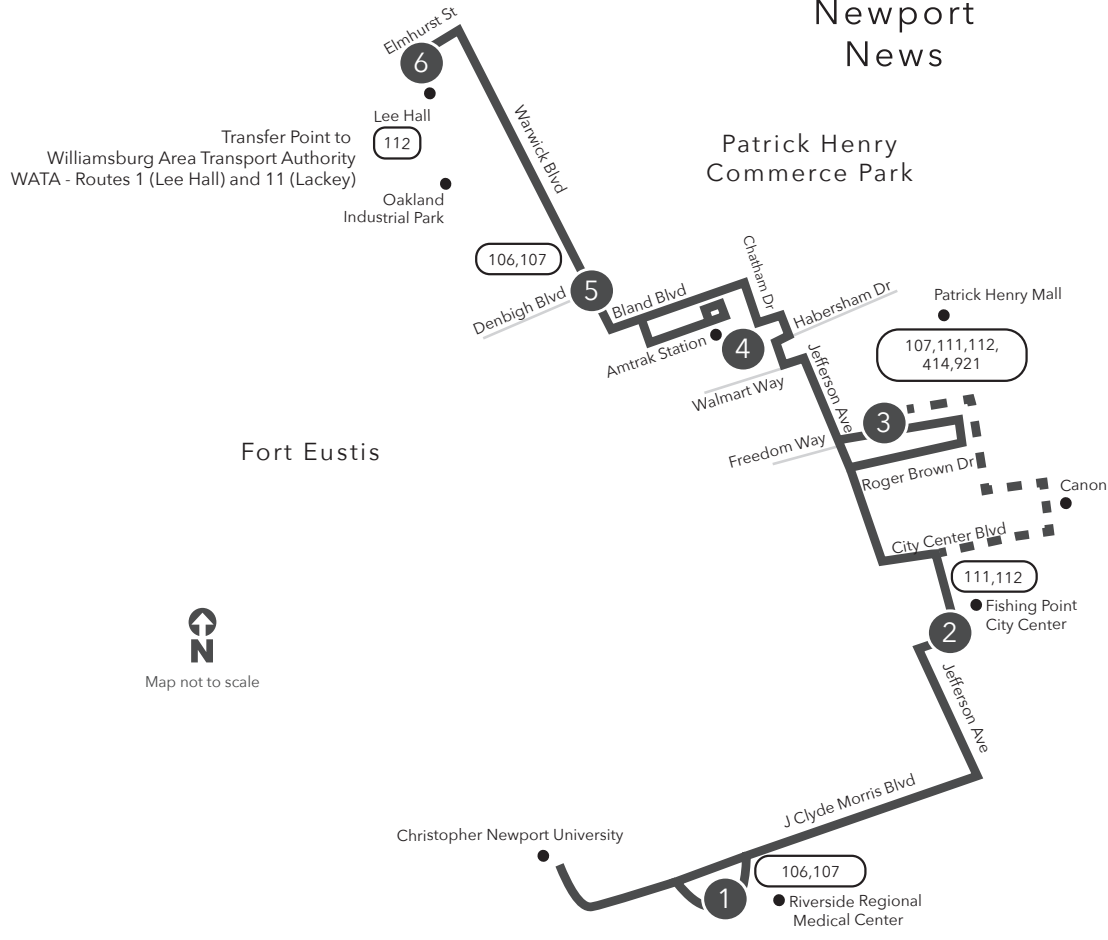 Newport
News
Elmhurst St
6
Lee Hall
112
Transfer Point to
Williamsburg Area Transport Authority
WATA - Routes 1 (Lee Hall) and 11 (Lackey)
Warwick Blvd
Patrick Henry
Commerce Park
Oakland
Industrial Park
106,107
5
Denbigh Blvd
Bland Blvd
Chatham Dr
Habersham Dr
Patrick Henry Mall
107,111,112,
414,921
Amtrak Station
4
Walmart Way
Jefferson Ave
3
Freedom Way
Roger Brown Dr
Fort Eustis
Canon
City Center Blvd
111,112
Fishing Point
City Center
2
N
Map not to scale
Jefferson Ave
J Clyde Morris Blvd
Christopher Newport University
106,107
1
Riverside Regional
Medical Center